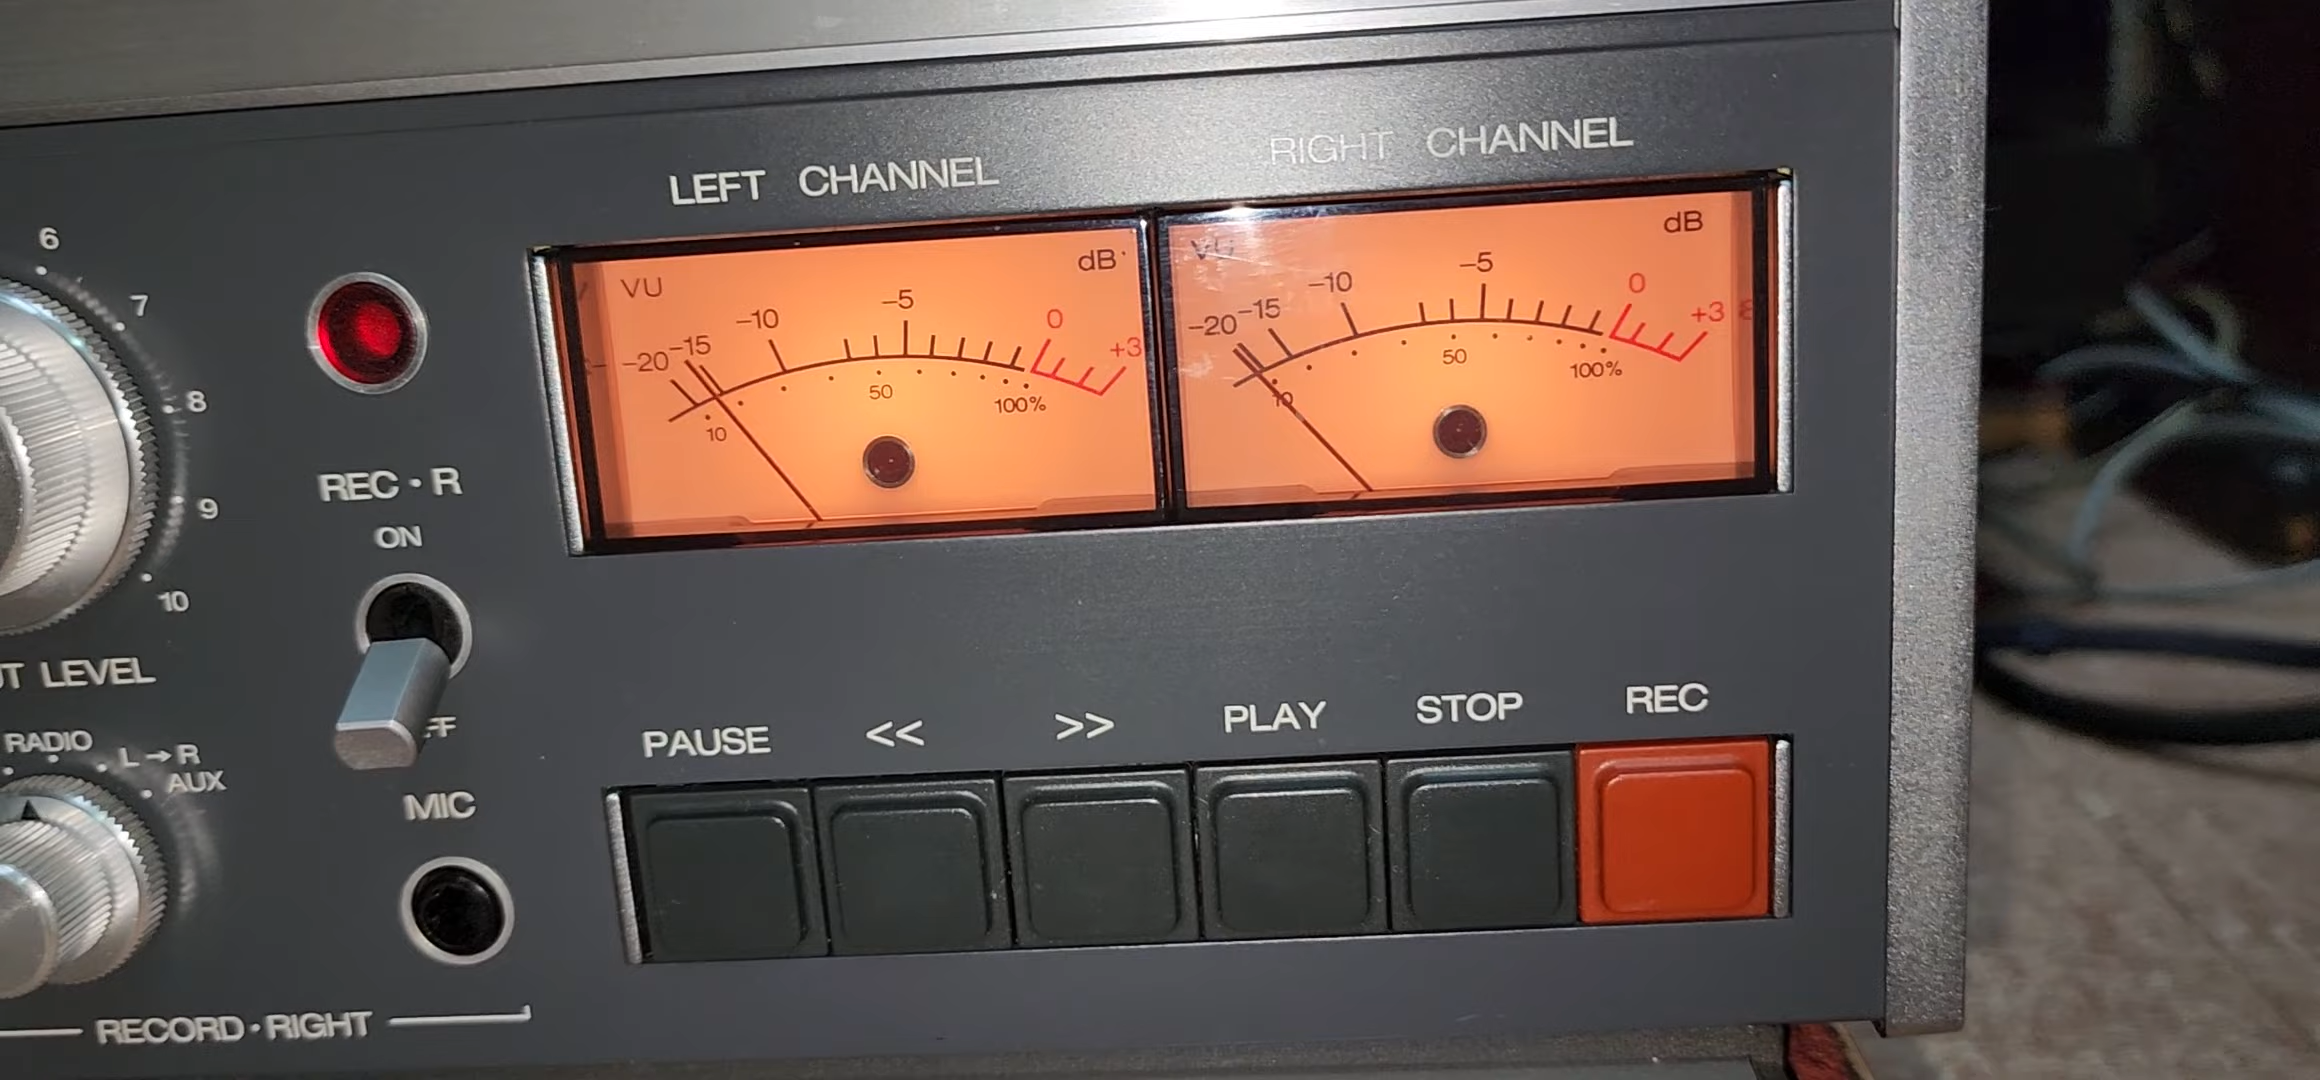 LEFT CHANNEL
RIGHT CHANNEL
VU
dB
-20
-15
-10
-5
0
+3
10
50
100%
VU
dB
-20
-15
-10
-5
0
+3
10
50
100%
6
7
8
9
10
LEVEL
REC·R
ON
RADIO
L→R
AUX
MIC
RECORD·RIGHT
PAUSE
<<
>>
PLAY
STOP
REC